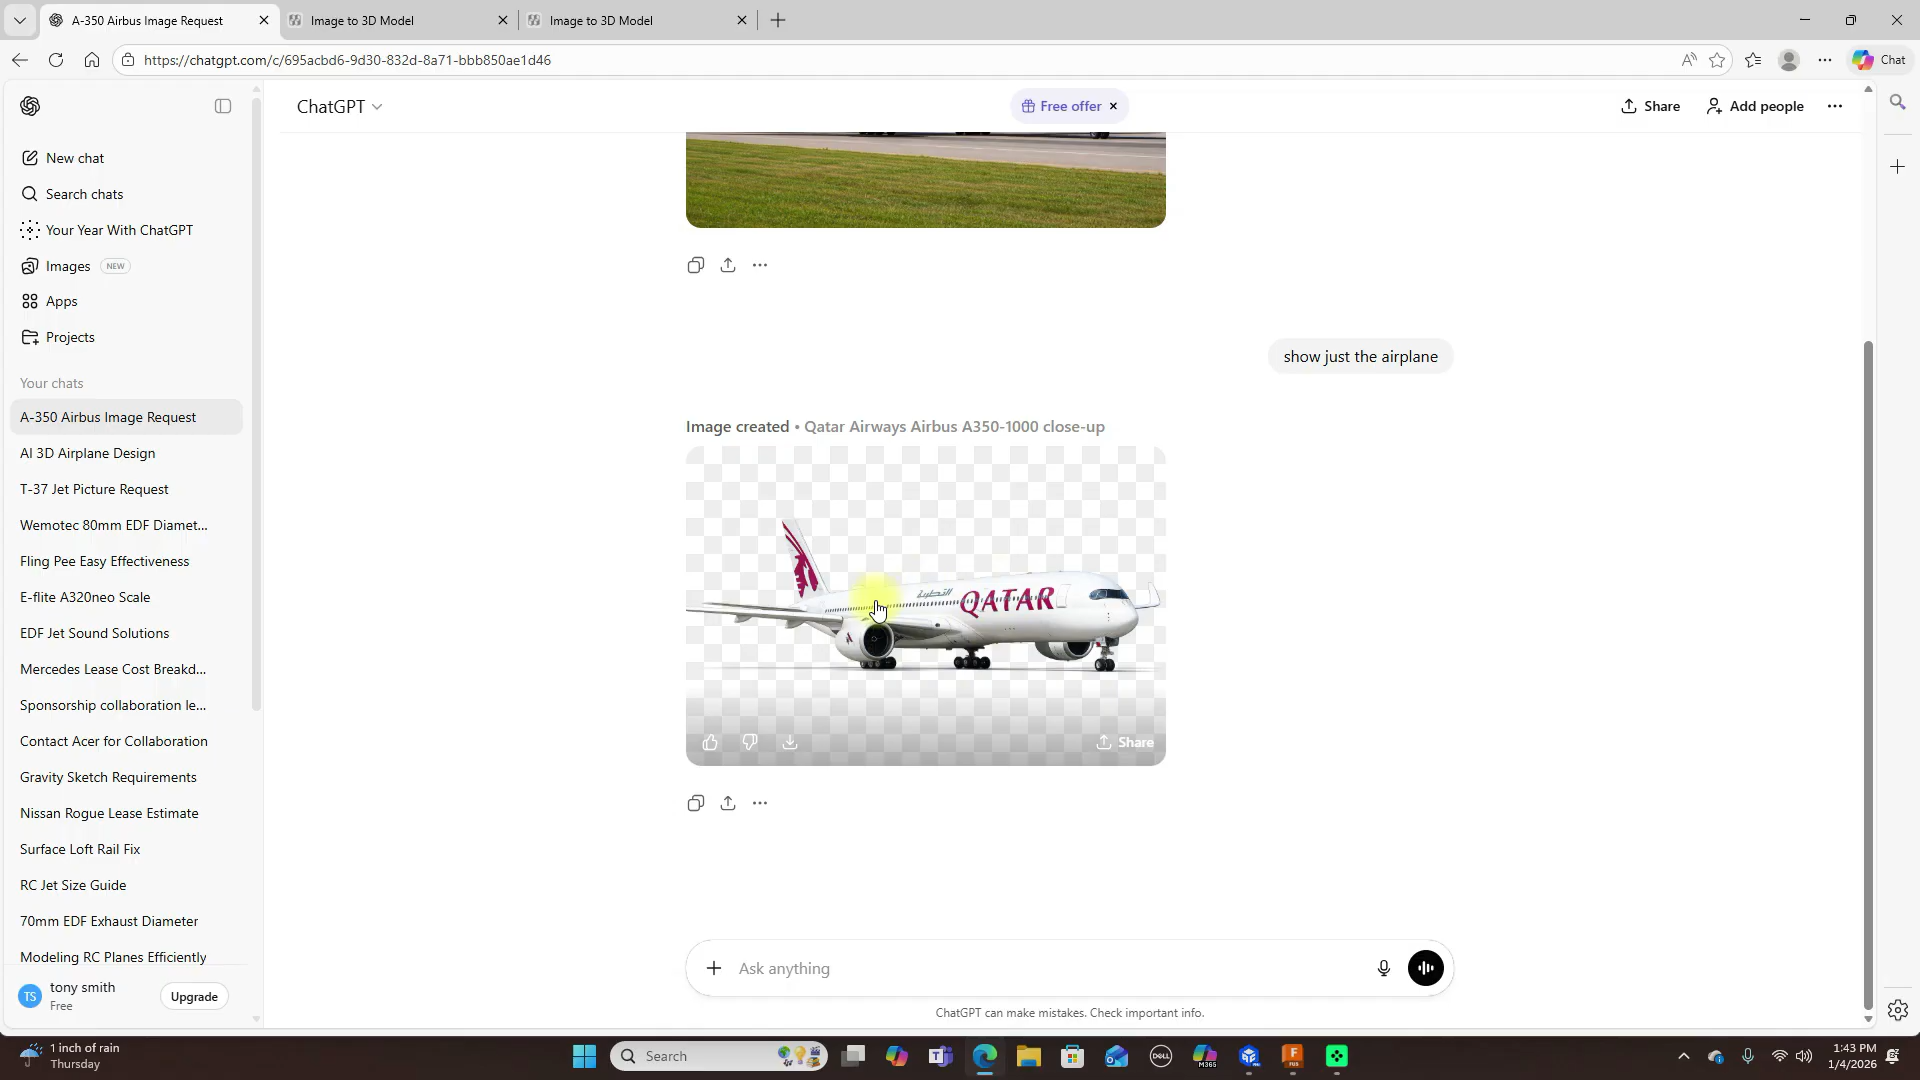 A-350 Airbus Image Request
Image to 3D Model
Image to 3D Model
https://chatgpt.com/c/695acbd6-9d30-832d-8a71-bbb850ae1d46
Chat
ChatGPT
Free offer
Share
Add people
New chat
Search chats
Your Year With ChatGPT
Images NEW
Apps
Projects
Your chats
A-350 Airbus Image Request
AI 3D Airplane Design
T-37 Jet Picture Request
Wemotec 80mm EDF Diamet...
Fling Pee Easy Effectiveness
E-flite A320neo Scale
EDF Jet Sound Solutions
Mercedes Lease Cost Breakd...
Sponsorship collaboration le...
Contact Acer for Collaboration
Gravity Sketch Requirements
Nissan Rogue Lease Estimate
Surface Loft Rail Fix
RC Jet Size Guide
70mm EDF Exhaust Diameter
Modeling RC Planes Efficiently
TS
tony smith
Free
Upgrade
show just the airplane
Image created • Qatar Airways Airbus A350-1000 close-up
القطرية
QATAR
Share
Ask anything
ChatGPT can make mistakes. Check important info.
1 inch of rain
Thursday
Search
DELL
M365
F
FUS
1:43 PM
1/4/2026